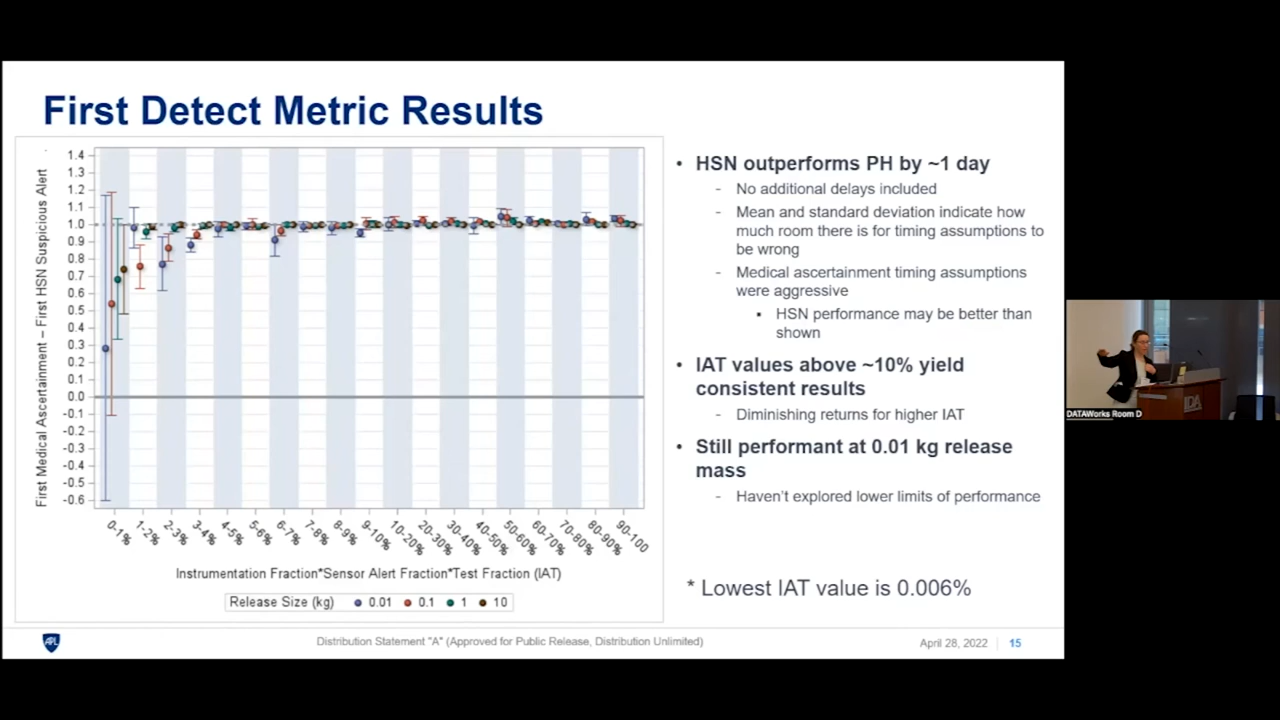 First Detect Metric Results
First Medical Ascertainment – First HSN Suspicious Alert
1.4
1.3
1.2
1.1
1.0
0.9
0.8
0.7
0.6
0.5
0.4
0.3
0.2
0.1
0.0
-0.1
-0.2
-0.3
-0.4
-0.5
-0.6
0-1%
1-2%
2-3%
3-4%
4-5%
5-6%
6-7%
7-8%
8-9%
9-10%
10-20%
20-30%
30-40%
40-50%
50-60%
60-70%
70-80%
80-90%
90-100
Instrumentation Fraction*Sensor Alert Fraction*Test Fraction (IAT)
Release Size (kg) 0.01 0.1 1 10
• HSN outperforms PH by ~1 day
- No additional delays included
- Mean and standard deviation indicate how
much room there is for timing assumptions to
be wrong
- Medical ascertainment timing assumptions
were aggressive
▪ HSN performance may be better than
shown
• IAT values above ~10% yield
consistent results
- Diminishing returns for higher IAT
• Still performant at 0.01 kg release
mass
- Haven't explored lower limits of performance
* Lowest IAT value is 0.006%
APL
Distribution Statement "A" (Approved for Public Release, Distribution Unlimited)
April 28, 2022 | 15
IDA
DATAWorks Room D